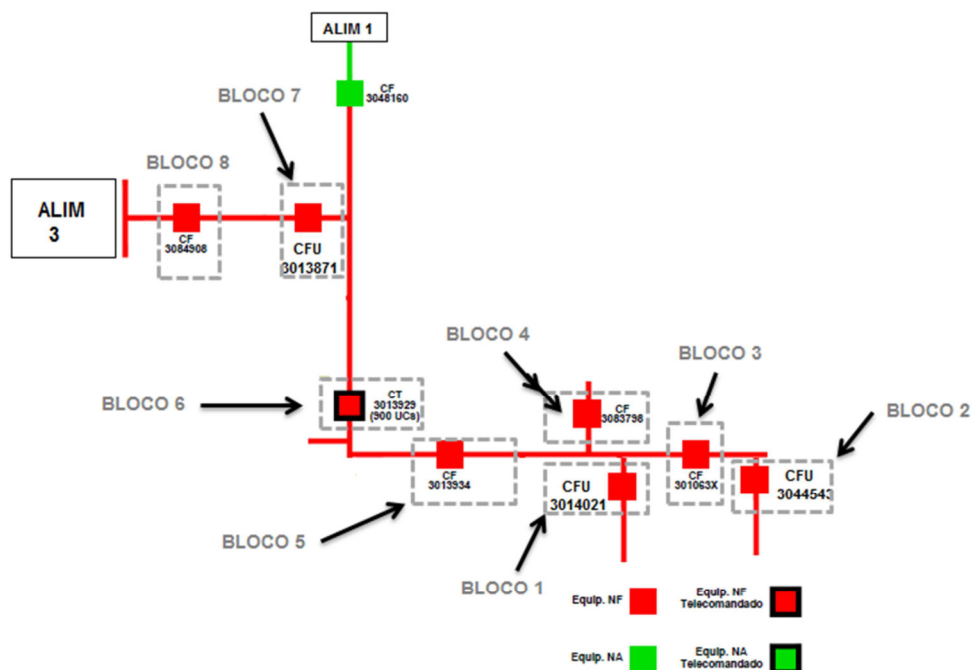 ALIM 1
CF
3048160
BLOCO 7
BLOCO 8
ALIM
3
CF
3084908
CFU
3013871
BLOCO 4
BLOCO 3
BLOCO 6
CT
3013929
(900 UCs)
CF
3083798
BLOCO 2
CF
3013934
CFU
3014021
CF
301063X
CFU
3044543
BLOCO 5
BLOCO 1
Equip. NF
Equip. NF
Telecomandado
Equip. NA
Equip. NA
Telecomandado